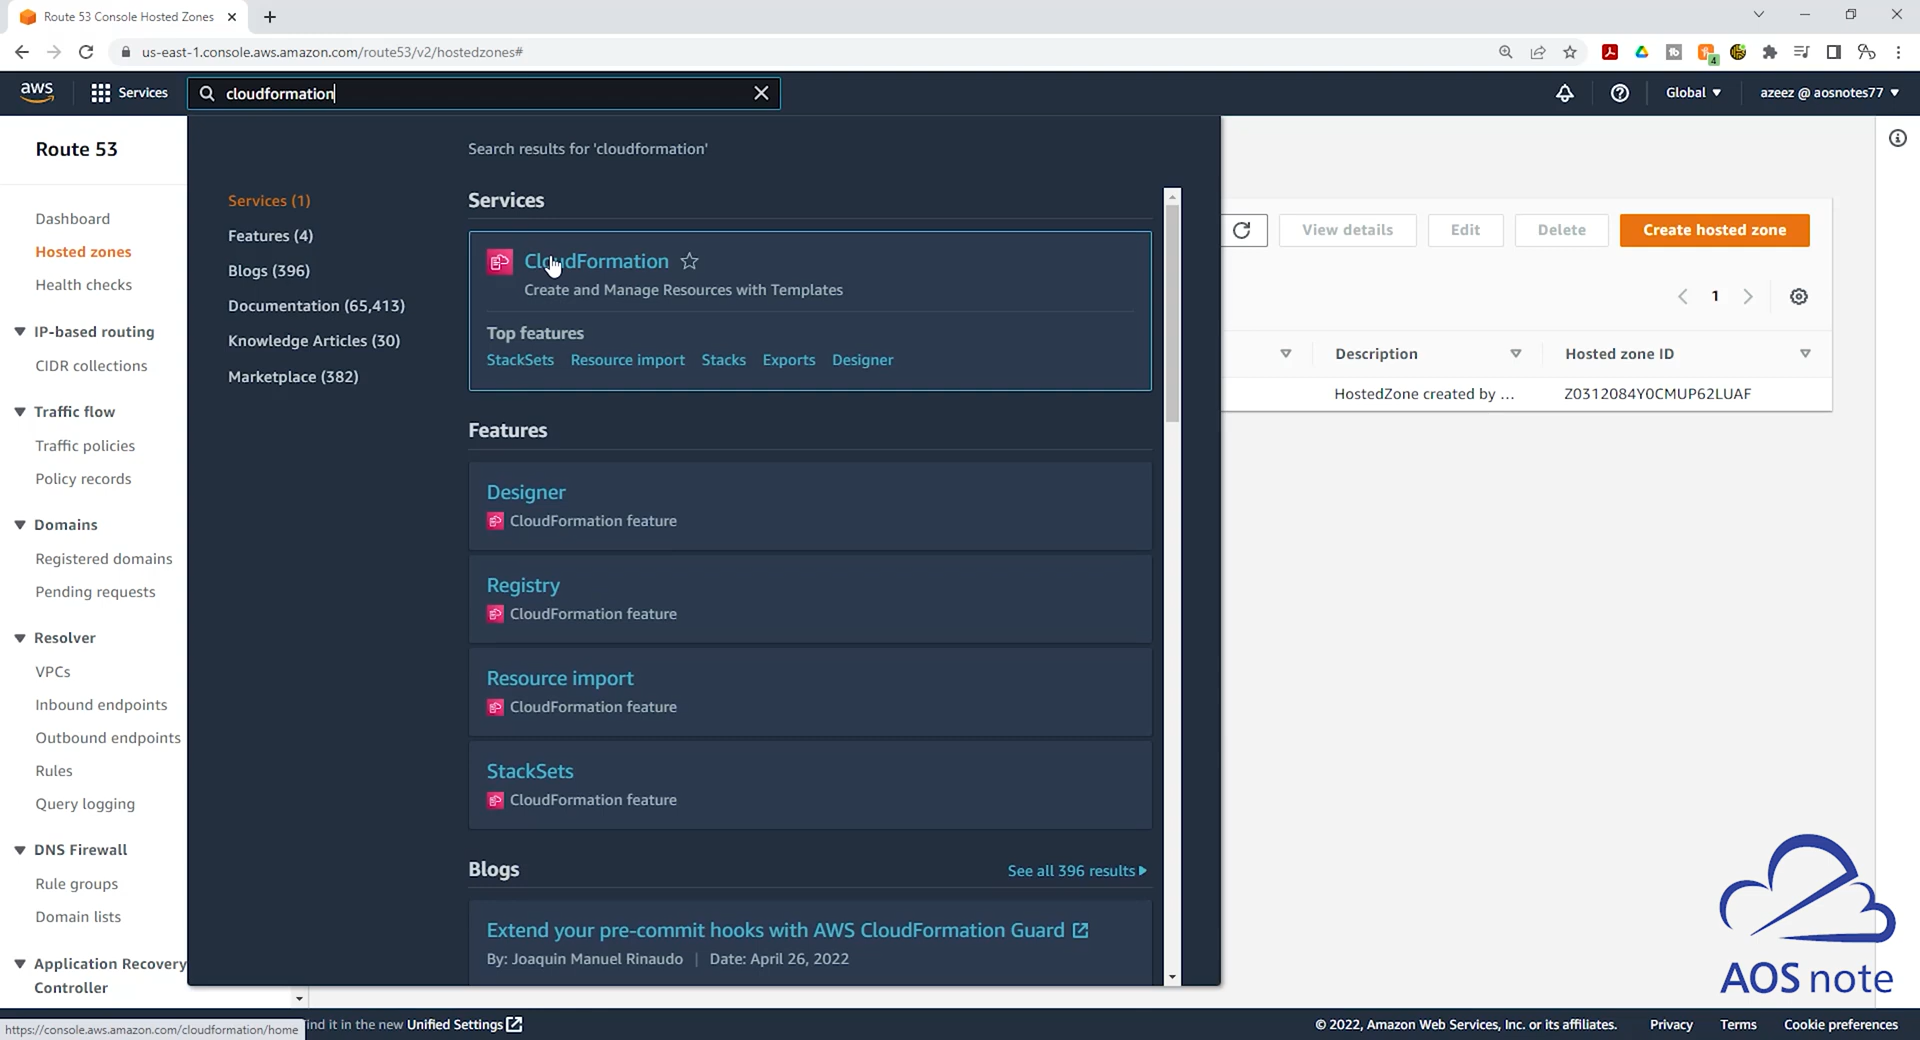 Route 53 Console Hosted Zones
us-east-1.console.aws.amazon.com/route53/v2/hostedzones#
4
aws
Services
cloudformation
Global
azeez @ aosnotes77
Route 53
Dashboard
Hosted zones
Health checks
IP-based routing
CIDR collections
Traffic flow
Traffic policies
Policy records
Domains
Registered domains
Pending requests
Resolver
VPCs
Inbound endpoints
Outbound endpoints
Rules
Query logging
DNS Firewall
Rule groups
Domain lists
Application Recovery
Controller
Search results for 'cloudformation'
Services (1)
Features (4)
Blogs (396)
Documentation (65,413)
Knowledge Articles (30)
Marketplace (382)
Services
CloudFormation
Create and Manage Resources with Templates
Top features
StackSets Resource import Stacks Exports Designer
Features
Designer
CloudFormation feature
Registry
CloudFormation feature
Resource import
CloudFormation feature
StackSets
CloudFormation feature
Blogs
See all 396 results
Extend your pre-commit hooks with AWS CloudFormation Guard
By: Joaquin Manuel Rinaudo | Date: April 26, 2022
View details
Edit
Delete
Create hosted zone
1
Description
Hosted zone ID
HostedZone created by ...
Z0312084Y0CMUP62LUAF
AOS note
https://console.aws.amazon.com/cloudformation/home
ind it in the new Unified Settings
© 2022, Amazon Web Services, Inc. or its affiliates.
Privacy
Terms
Cookie preferences